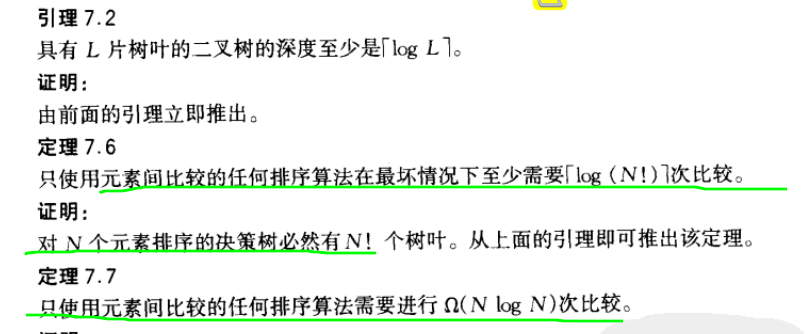 引理 7.2
具有 L 片树叶的二叉树的深度至少是⌈log L⌉。
证明：
由前面的引理立即推出。
定理 7.6
只使用元素间比较的任何排序算法在最坏情况下至少需要⌈log (N!)⌉次比较。
证明：
对 N 个元素排序的决策树必然有 N! 个树叶。从上面的引理即可推出该定理。
定理 7.7
只使用元素间比较的任何排序算法需要进行 Ω(N log N)次比较。